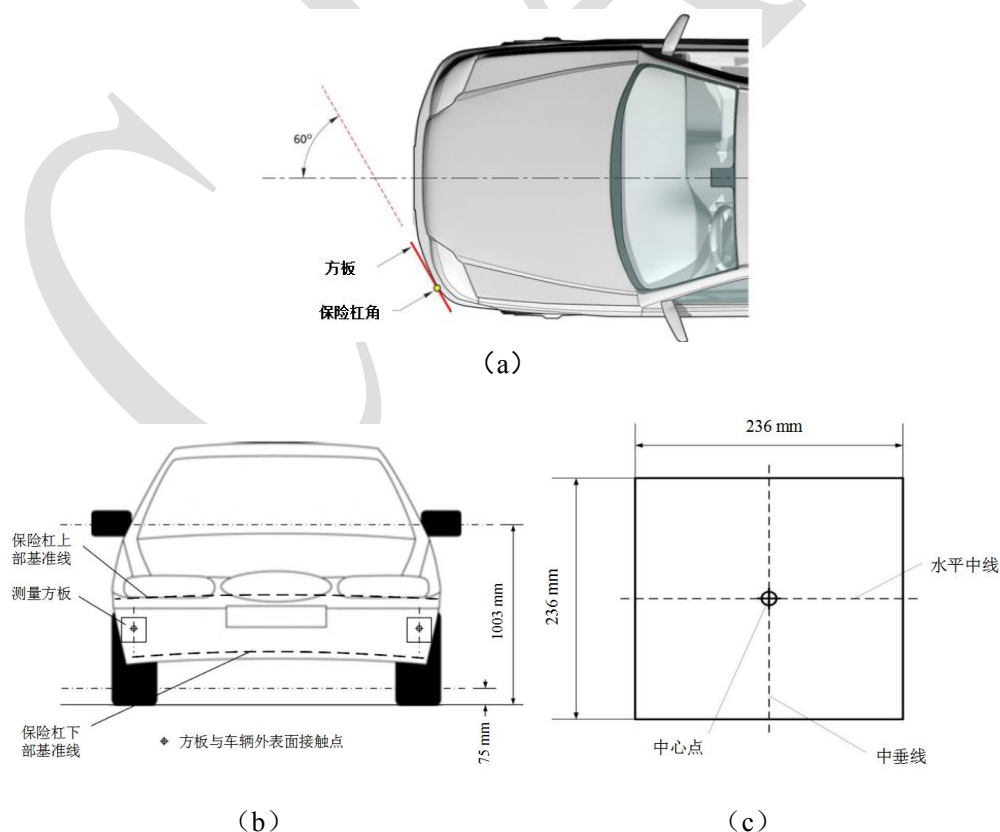 60°
方板
保险杠角
（a）
保险杠上
部基准线
测量方板
保险杠下
部基准线
方板与车辆外表面接触点
1003 mm
75 mm
（b）
236 mm
236 mm
水平中线
中心点
中垂线
（c）